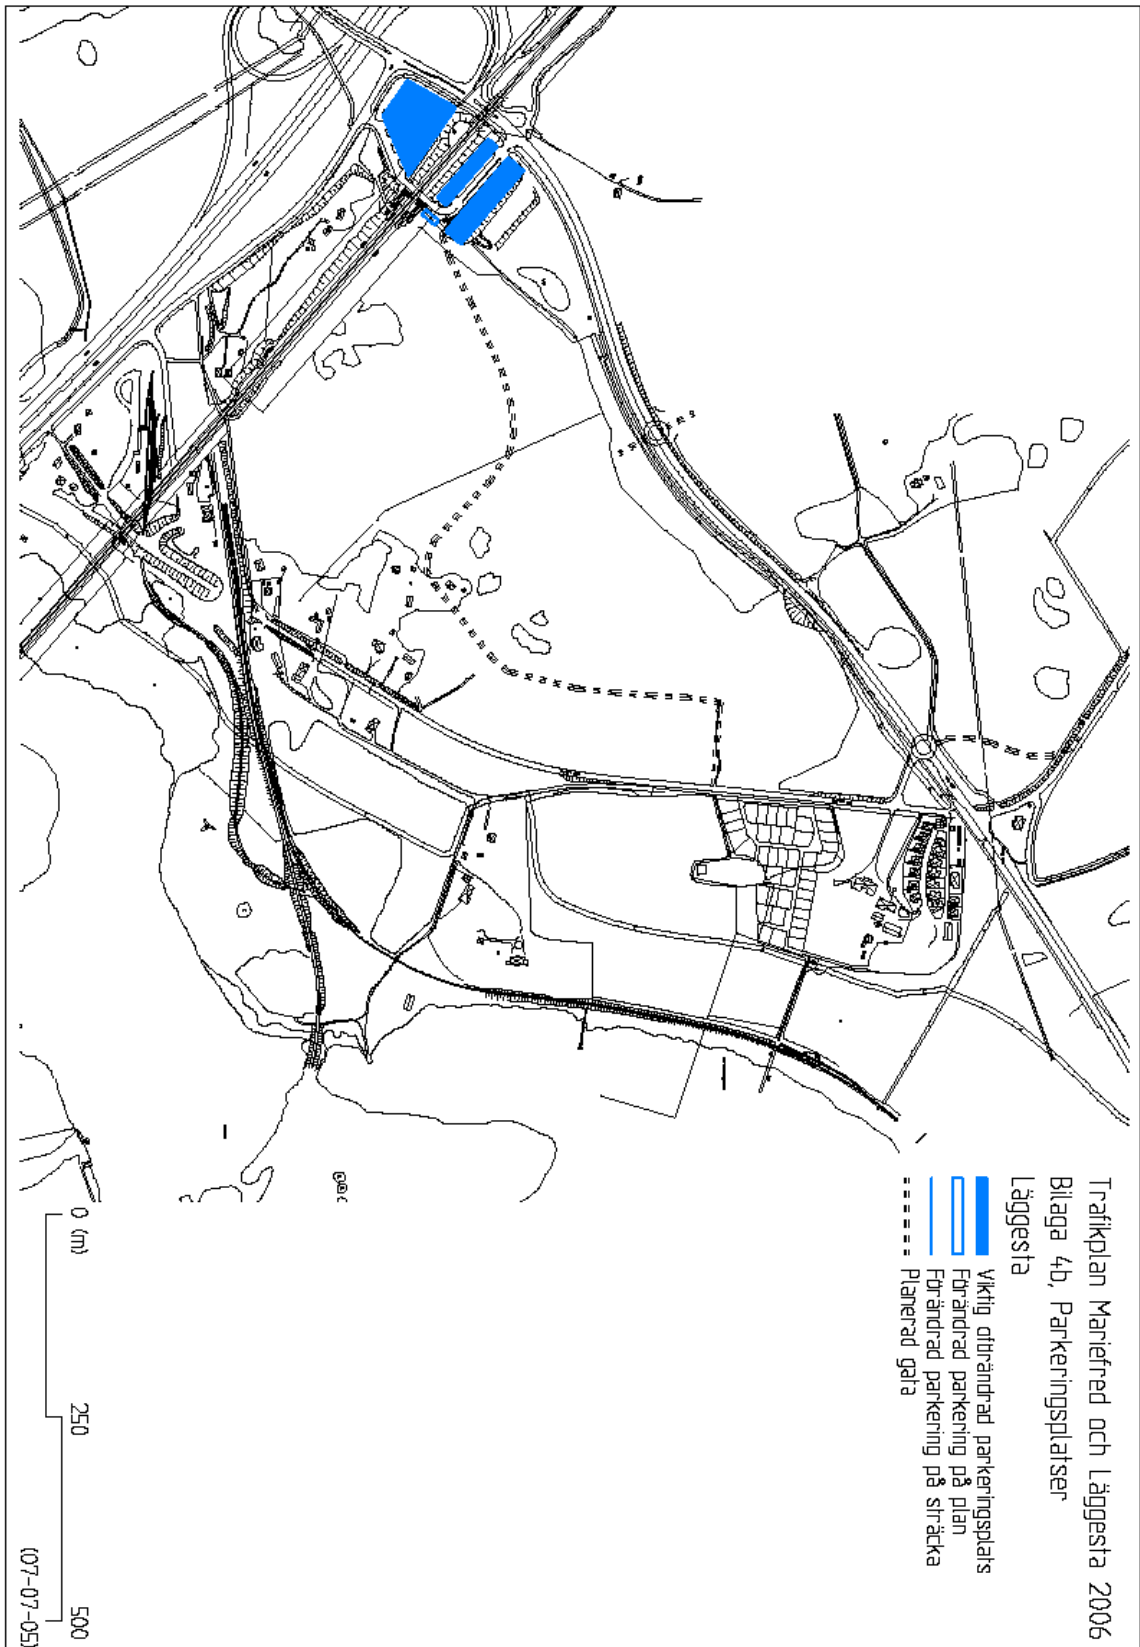 Trafikplan Mariefred och Läggesta 2006
Bilaga 4b, Parkeringsplatser
Läggesta
Viktig oförändrad parkeringsplats
Förändrad parkering på plan
Förändrad parkering på sträcka
Planerad gata
0 (m) 250 500
(07-07-05)